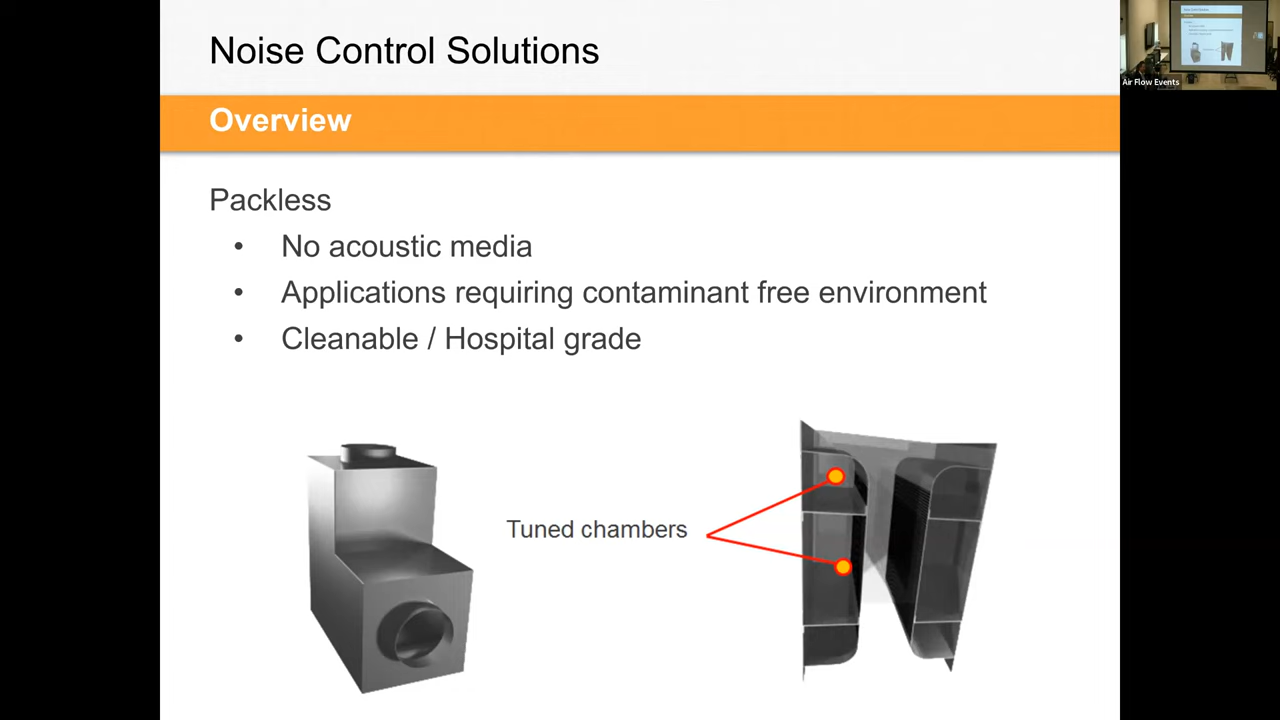 Noise Control Solutions
Overview
Packless
• No acoustic media
• Applications requiring contaminant free environment
• Cleanable / Hospital grade
Tuned chambers
Air Flow Events